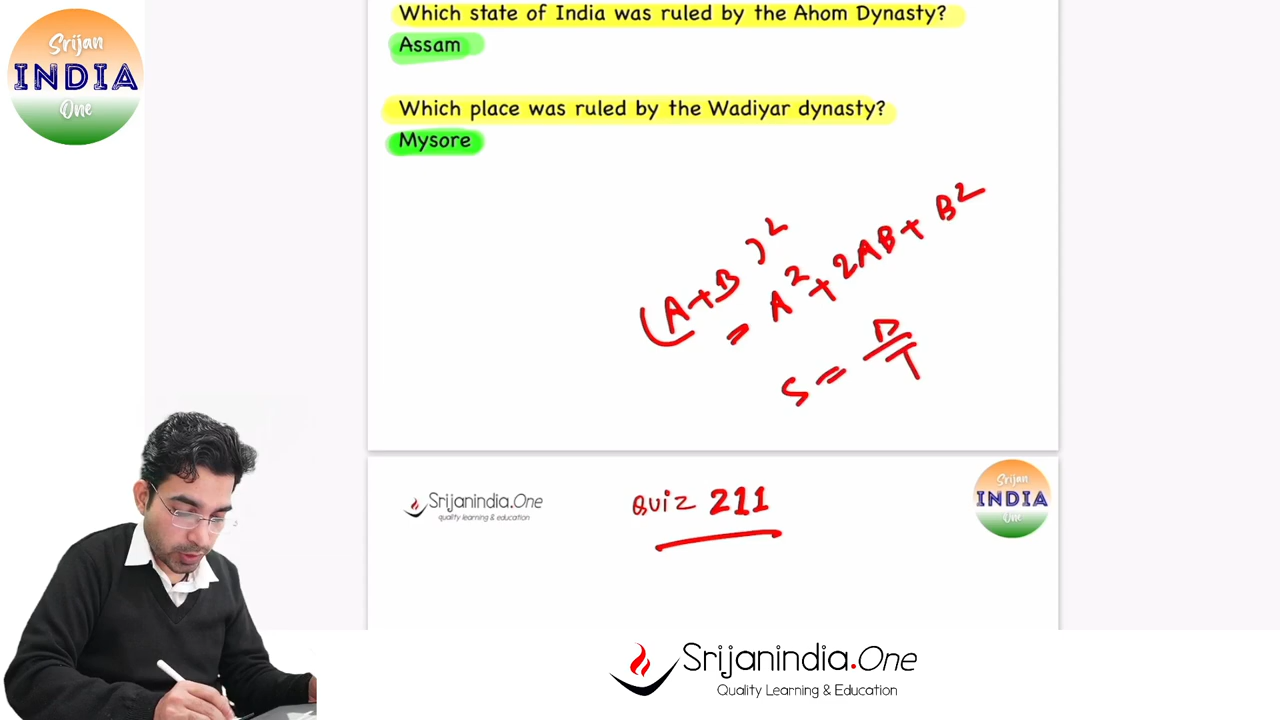 Srijan
INDIA
One
Which state of India was ruled by the Ahom Dynasty?
Assam
Which place was ruled by the Wadiyar dynasty?
Mysore
(A+B)²
= A²+2AB+B²
S = D/T
Srijanindia.One
quality learning & education
Quiz 211
Srijan
INDIA
One
Srijanindia.One
Quality Learning & Education